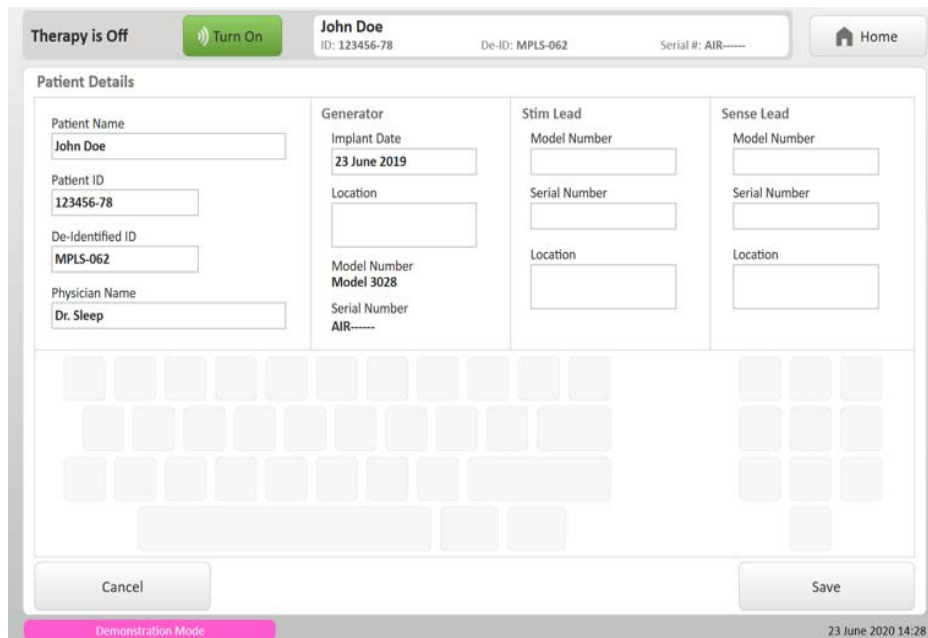 Therapy is Off
Turn On
John Doe
ID: 123456-78 De-ID: MPLS-062 Serial #: AIR------
Home
Patient Details
Patient Name
John Doe
Patient ID
123456-78
De-Identified ID
MPLS-062
Physician Name
Dr. Sleep
Generator
Implant Date
23 June 2019
Location
Model Number
Model 3028
Serial Number
AIR------
Stim Lead
Model Number
Serial Number
Location
Sense Lead
Model Number
Serial Number
Location
Cancel
Save
Demonstration Mode
23 June 2020 14:28